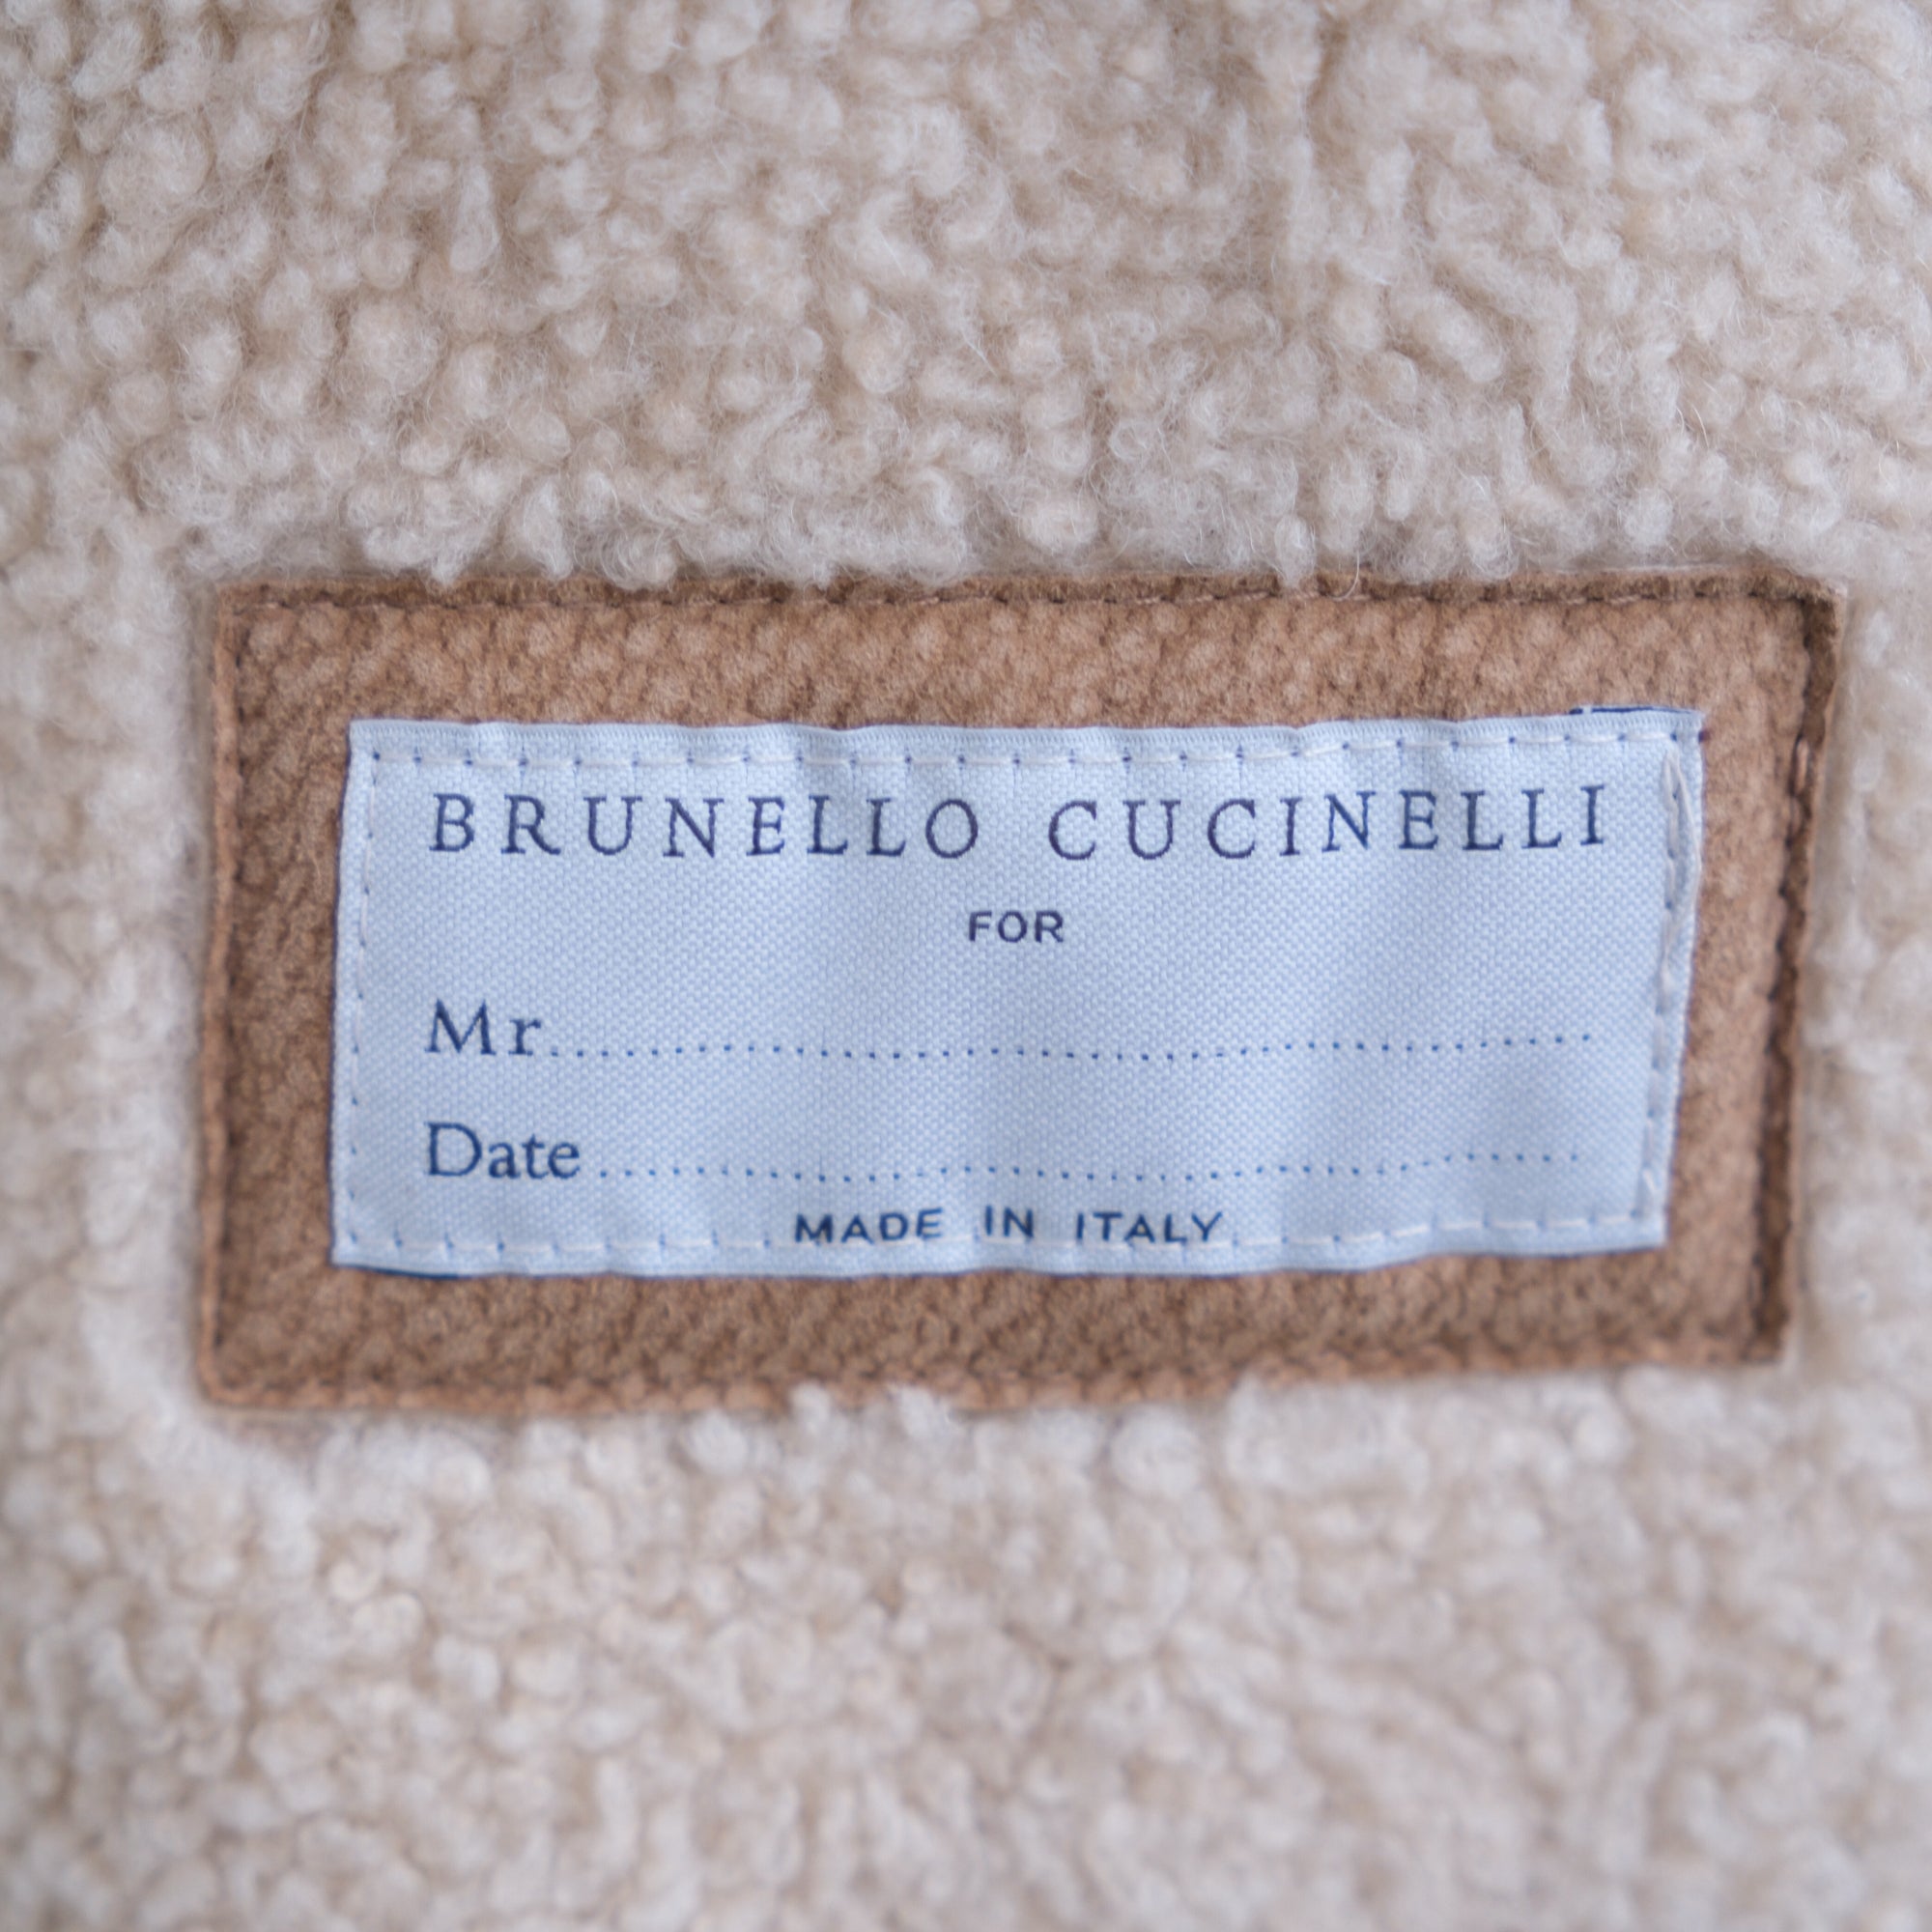 BRUNELLO CUCINELLI
FOR
Mr..........................................
Date........................................
MADE IN ITALY